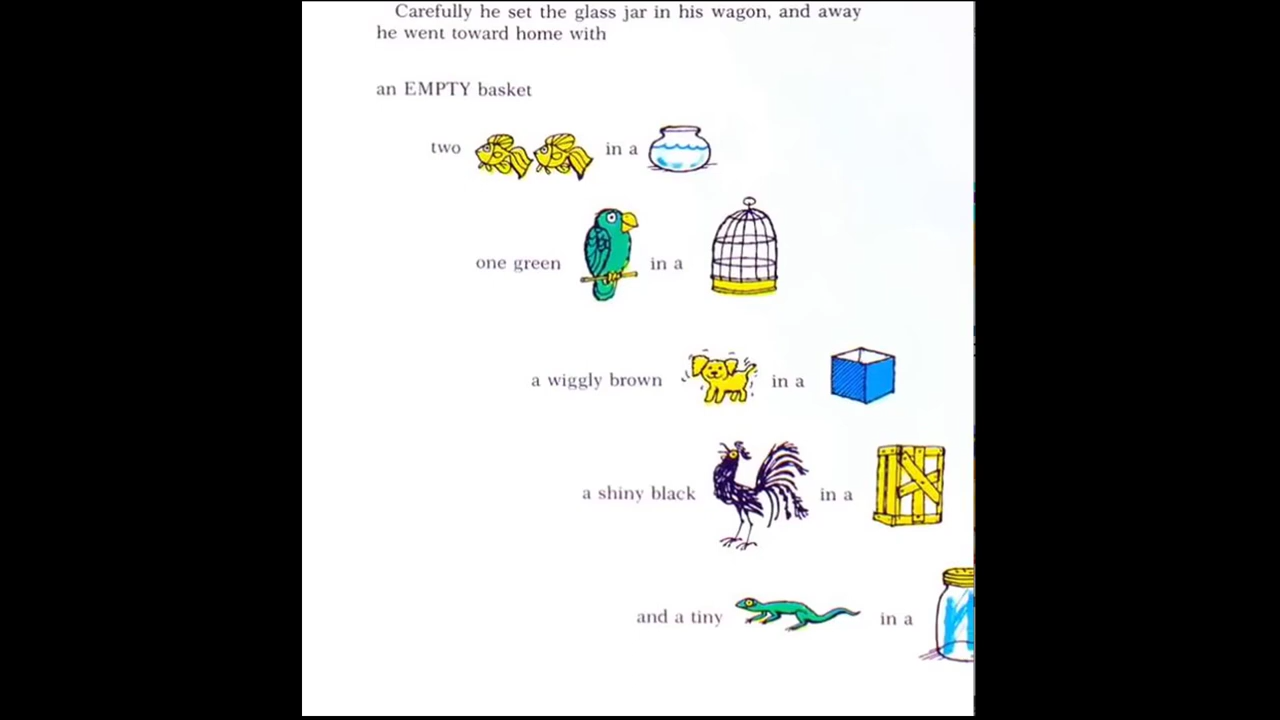 Carefully he set the glass jar in his wagon, and away
he went toward home with
an EMPTY basket
two in a
one green in a
a wiggly brown in a
a shiny black in a
and a tiny in a